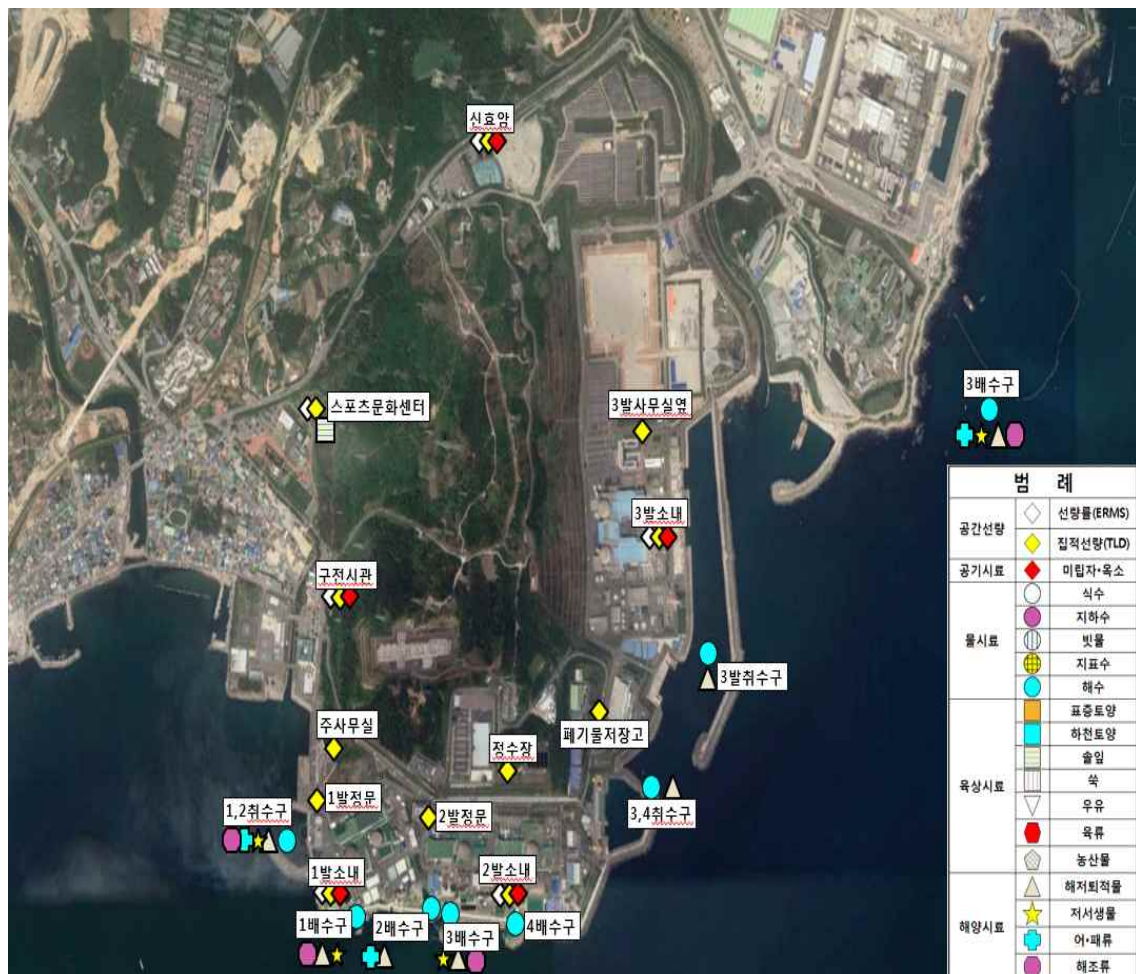 신효암
스포츠문화센터
3발사무실옆
3배수구
3발소내
구전시관
3발취수구
폐기물저장고
주사무실
정수장
1발정문
2발정문
1,2취수구
3,4취수구
1발소내
2발소내
1배수구
2배수구
3배수구
4배수구
범 례
공간선량
선량률(ERMS)
집적선량(TLD)
공기시료
미립자·옥소
물시료
식수
지하수
빗물
지표수
해수
육상시료
표층토양
하천토양
솔잎
쑥
우유
육류
농산물
해양시료
해저퇴적물
저서생물
어·패류
해조류